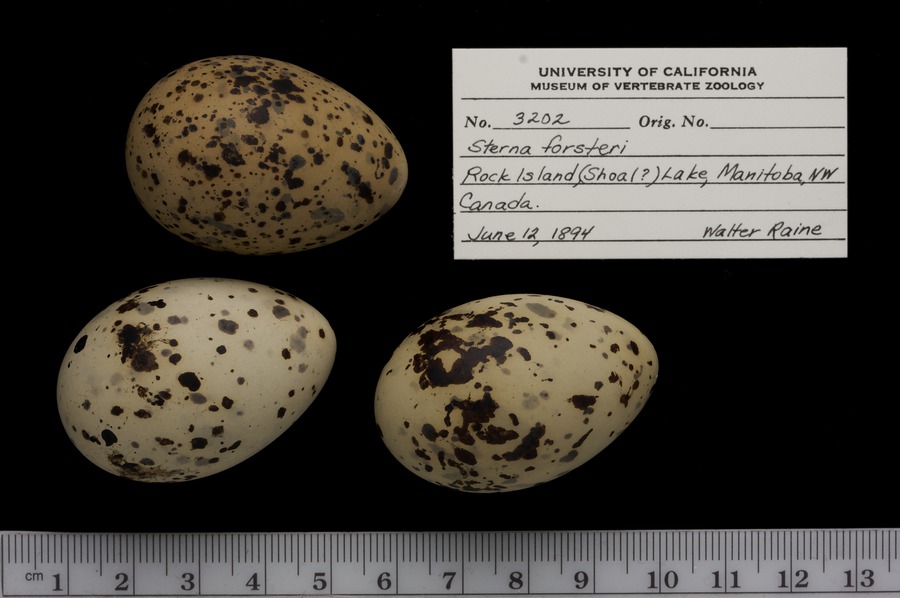 UNIVERSITY OF CALIFORNIA
MUSEUM OF VERTEBRATE ZOOLOGY
No. 3202 Orig. No.
Sterna forsteri
Rock Island, (Shoal?) Lake, Manitoba, NW
Canada.
June 12, 1894 Walter Raine
cm 1 2 3 4 5 6 7 8 9 10 11 12 13